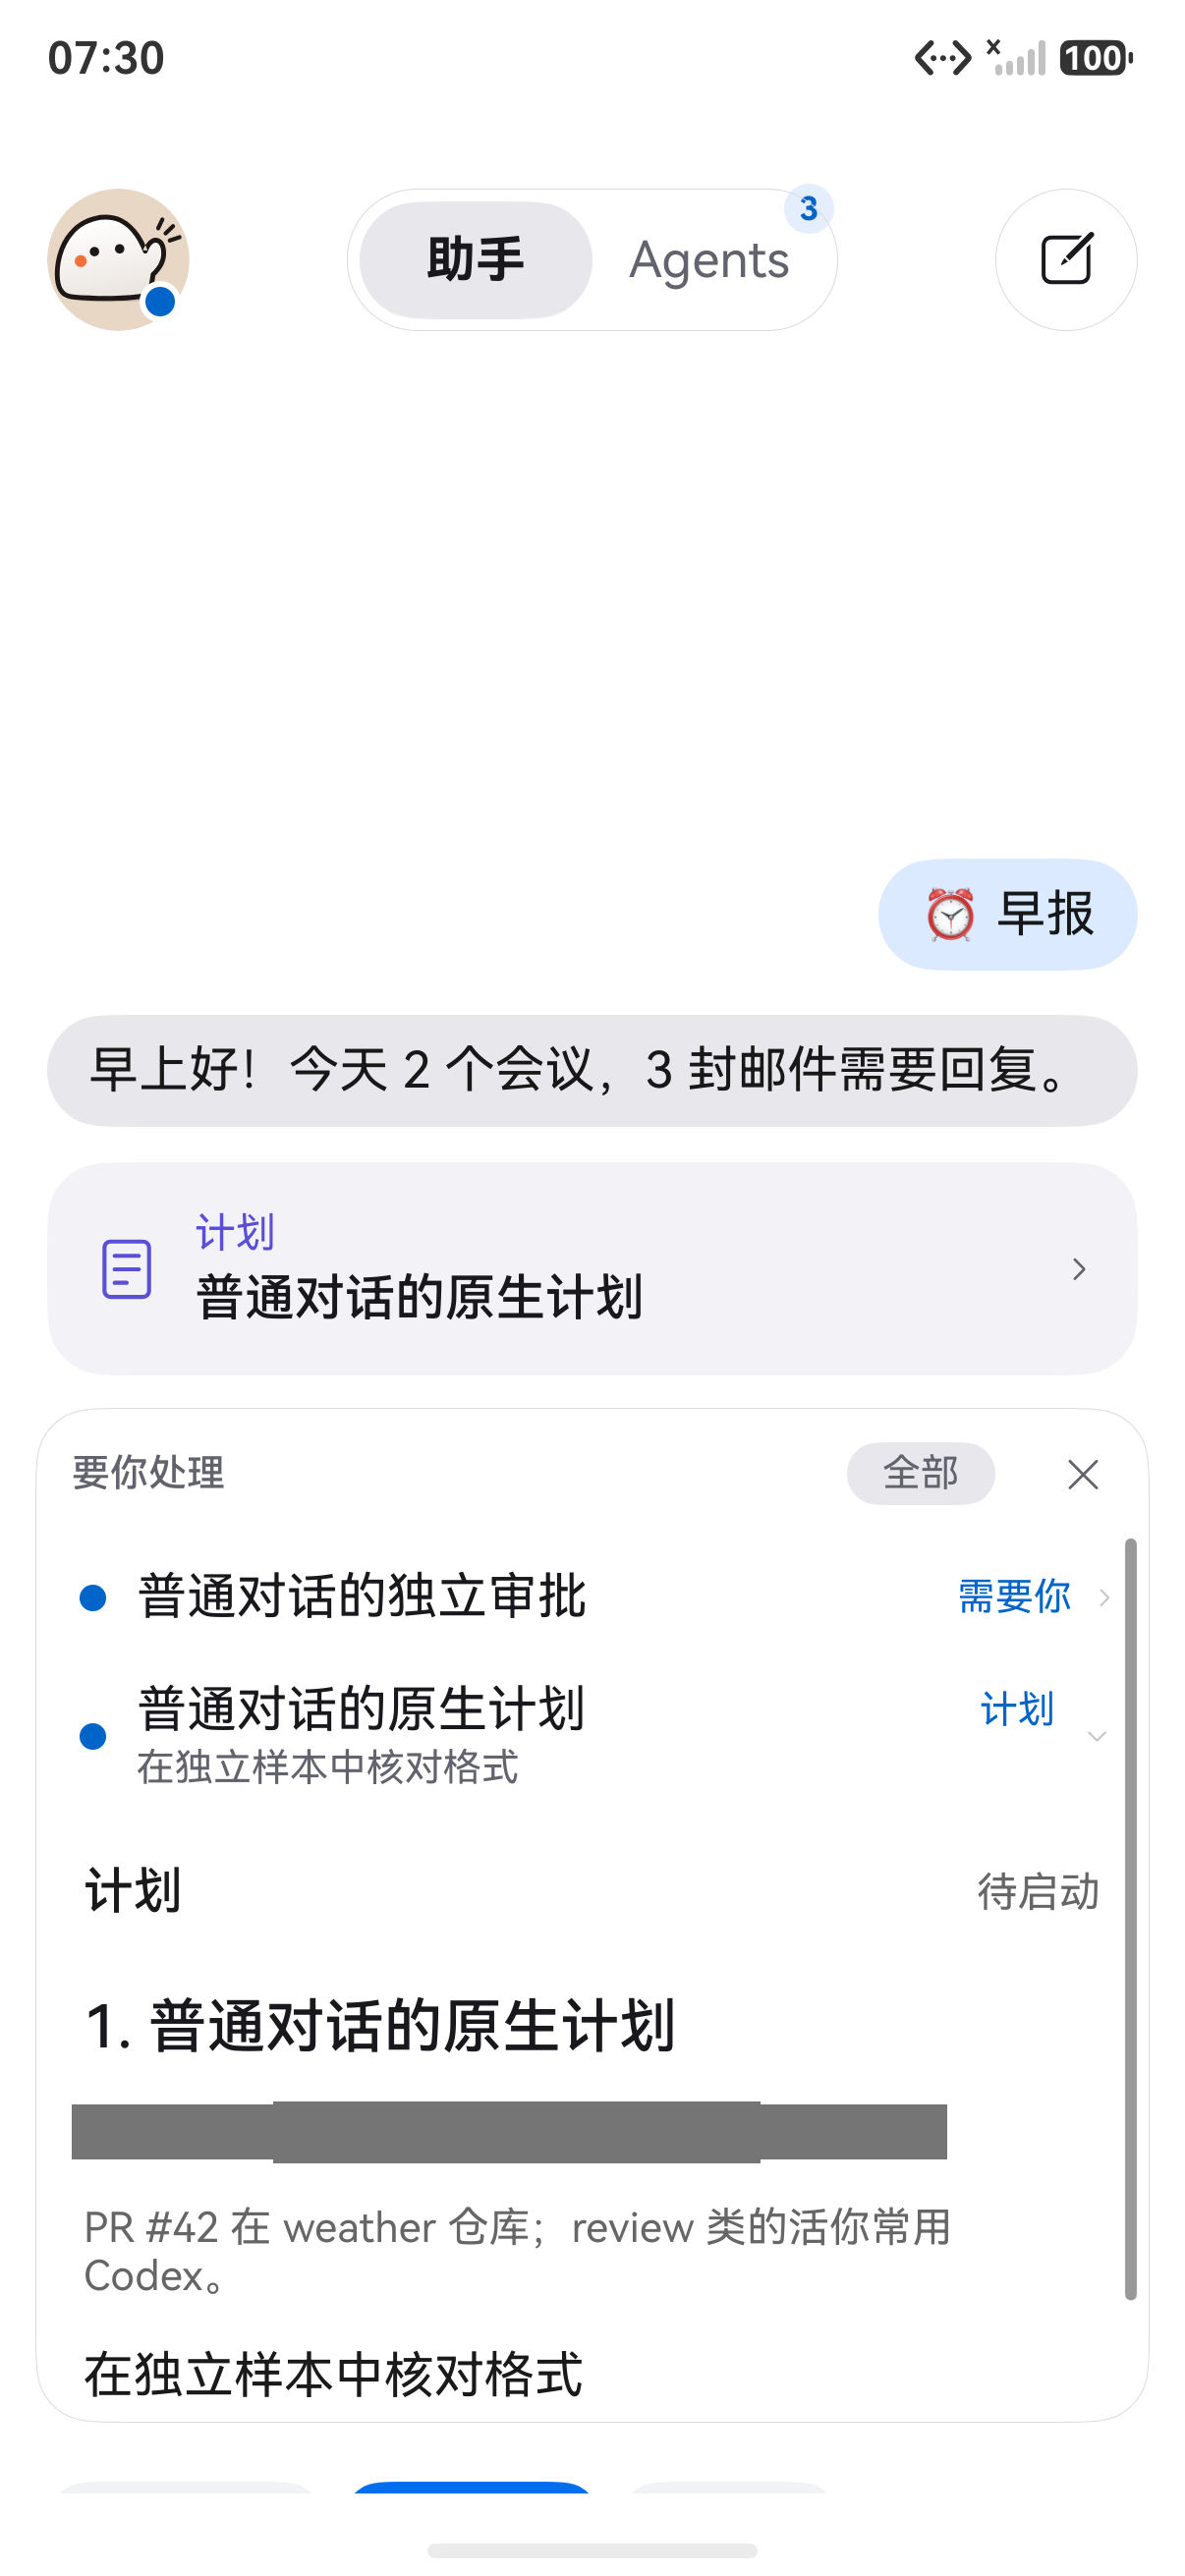 07:30
100
助手
Agents
3
⏰ 早报
早上好！今天 2 个会议，3 封邮件需要回复。
计划
普通对话的原生计划
要你处理
全部
普通对话的独立审批
需要你
普通对话的原生计划
计划
在独立样本中核对格式
计划
待启动
1. 普通对话的原生计划
PR #42 在 weather 仓库；review 类的活你常用
Codex。
在独立样本中核对格式